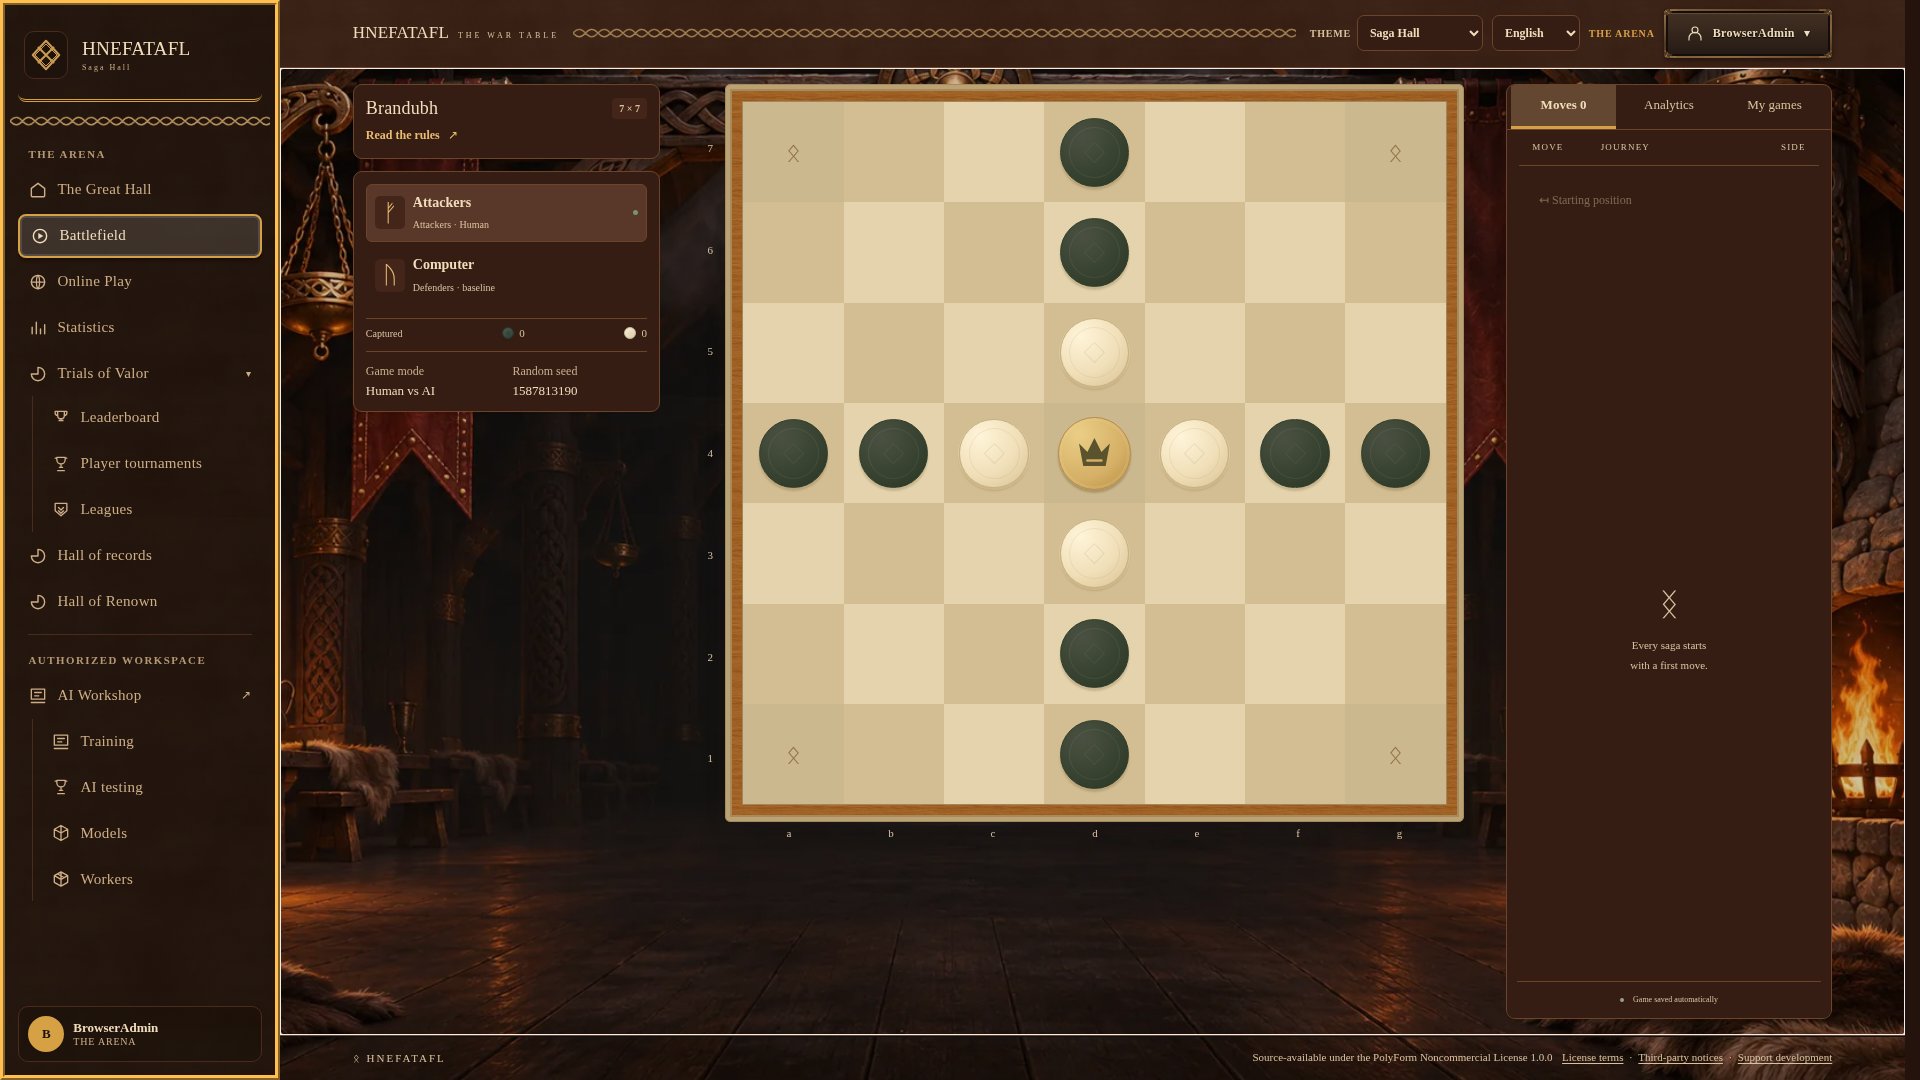 HNEFATAFL
Saga Hall
THE ARENA
The Great Hall
Battlefield
Online Play
Statistics
Trials of Valor ▾
Leaderboard
Player tournaments
Leagues
Hall of records
Hall of Renown
AUTHORIZED WORKSPACE
AI Workshop ↗
Training
AI testing
Models
Workers
B
BrowserAdmin
THE ARENA
HNEFATAFL THE WAR TABLE
THEME Saga Hall English THE ARENA BrowserAdmin ▾
Brandubh 7 × 7
Read the rules ↗
ᚠ Attackers
Attackers · Human
ᚢ Computer
Defenders · baseline
Captured 0 0
Game mode Random seed
Human vs AI 1587813190
7
6
5
4
3
2
1
ᛟ ᛟ
ᛟ ᛟ
a b c d e f g
Moves 0 Analytics My games
MOVE JOURNEY SIDE
↤ Starting position
ᛝ
Every saga starts
with a first move.
Game saved automatically
ᛟ HNEFATAFL
Source-available under the PolyForm Noncommercial License 1.0.0 License terms · Third-party notices · Support development